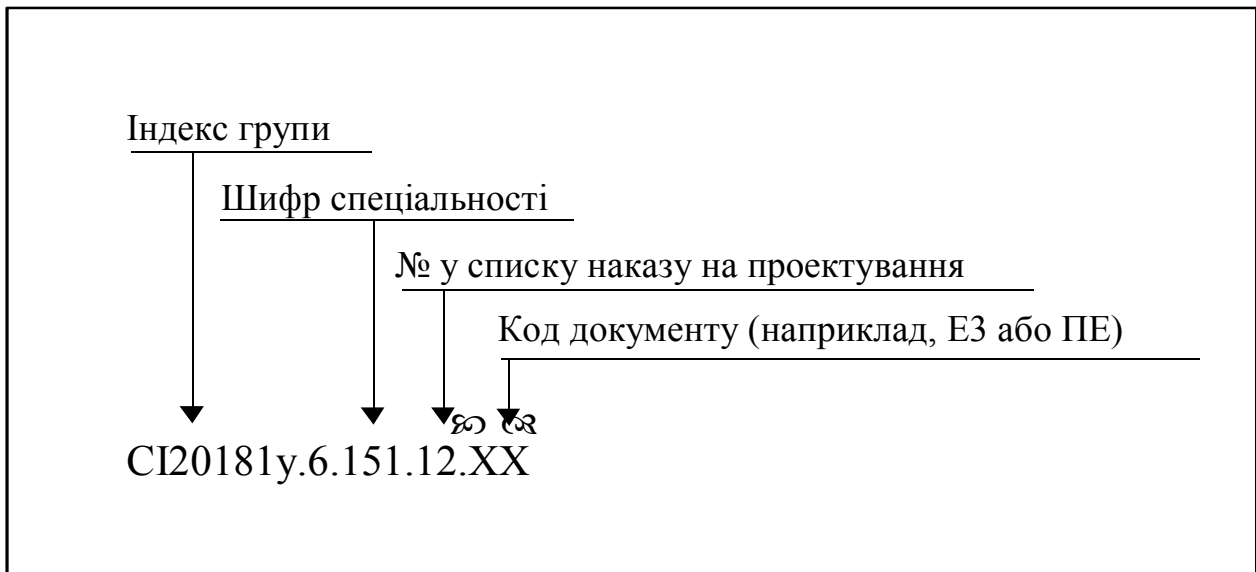 Індекс групи
Шифр спеціальності
№ у списку наказу на проектування
Код документу (наприклад, Е3 або ПЕ)
СІ20181у.6.151.12.ХХ